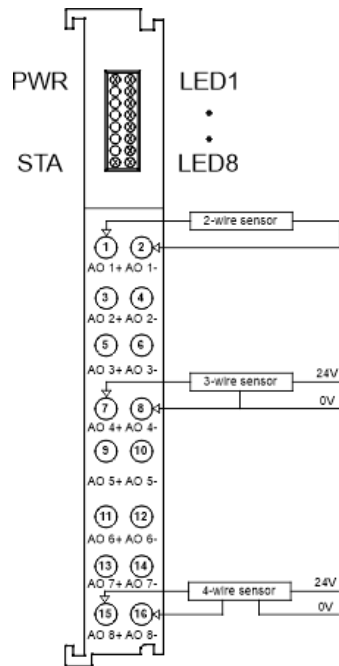 PWR LED1
STA LED8
2-wire sensor
1 2
AO 1+ AO 1-
3 4
AO 2+ AO 2-
5 6
AO 3+ AO 3-
3-wire sensor 24V
0V
7 8
AO 4+ AO 4-
9 10
AO 5+ AO 5-
11 12
AO 6+ AO 6-
13 14
AO 7+ AO 7-
4-wire sensor 24V
0V
15 16
AO 8+ AO 8-